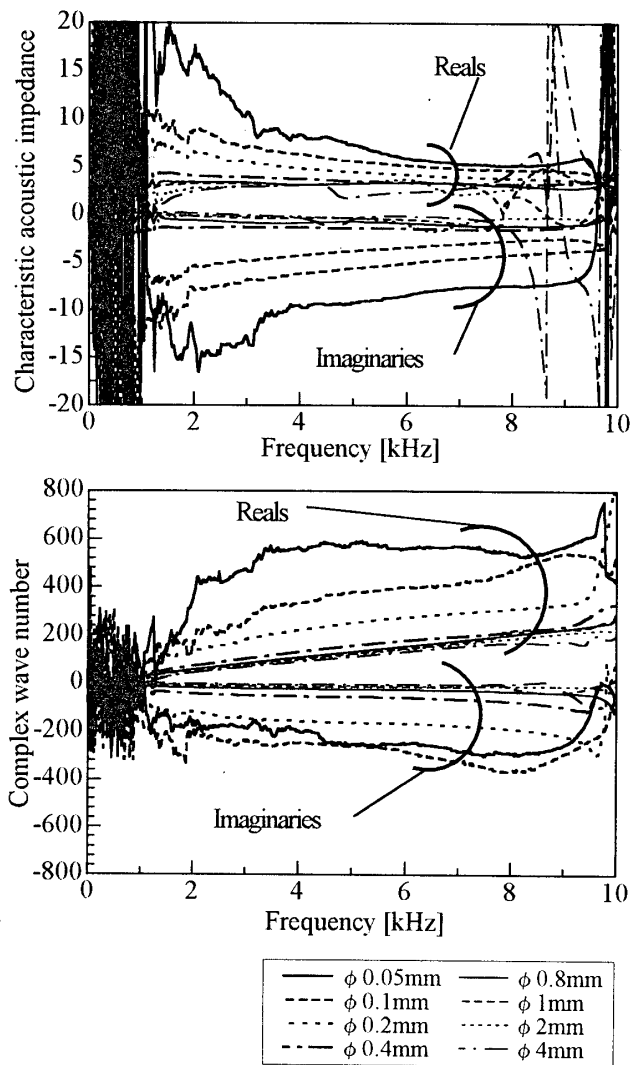 20
15
10
5
0
-5
-10
-15
-20
Characteristic acoustic impedance
Reals
Imaginaries
0 2 4 6 8 10
Frequency [kHz]
800
600
400
200
0
-200
-400
-600
-800
Complex wave number
Reals
Imaginaries
0 2 4 6 8 10
Frequency [kHz]
ϕ 0.05mm ϕ 0.8mm
ϕ 0.1mm ϕ 1mm
ϕ 0.2mm ϕ 2mm
ϕ 0.4mm ϕ 4mm